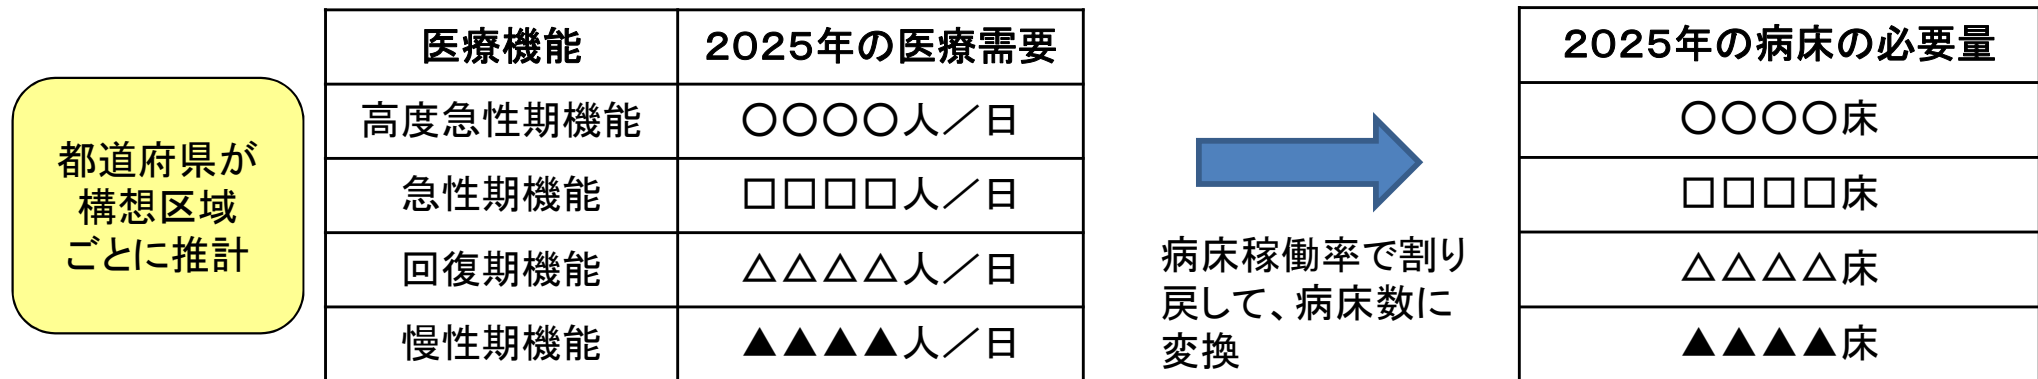 都道府県が
構想区域
ごとに推計
医療機能 2025年の医療需要
高度急性期機能 ○○○○人／日
急性期機能 □□□□人／日
回復期機能 △△△△人／日
慢性期機能 ▲▲▲▲人／日
病床稼働率で割り
戻して、病床数に
変換
2025年の病床の必要量
○○○○床
□□□□床
△△△△床
▲▲▲▲床